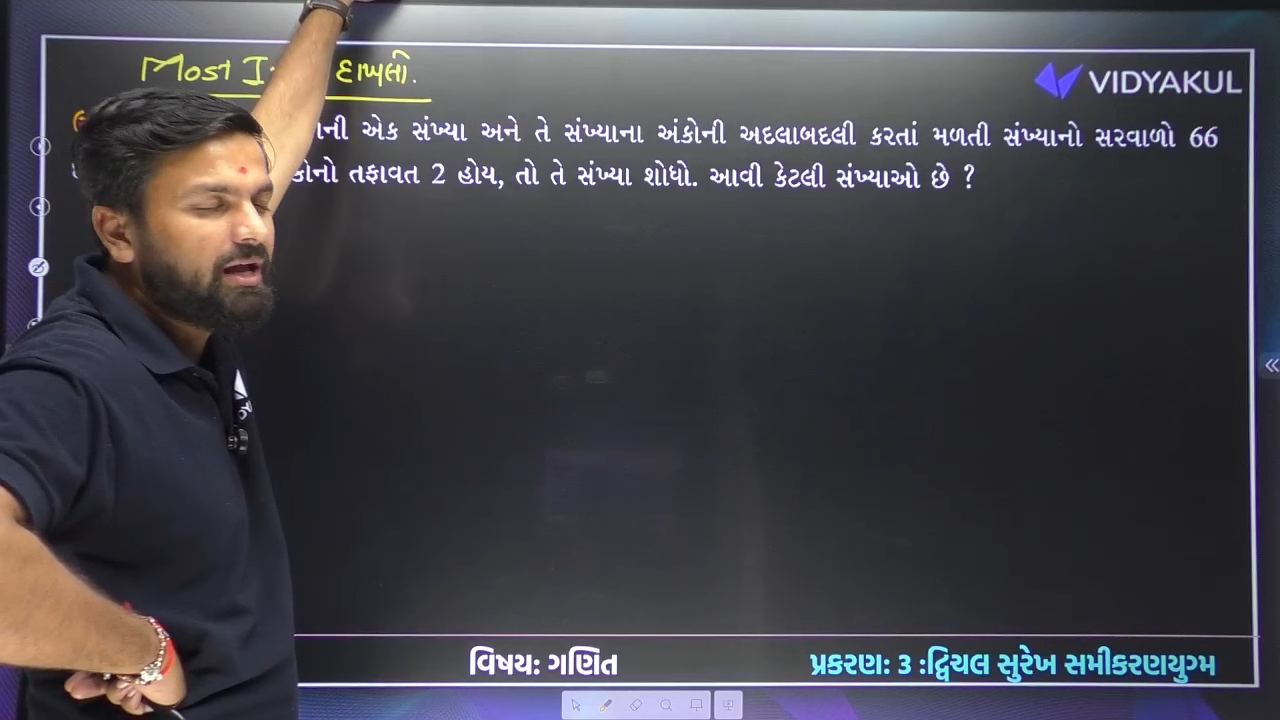 Most દાખલો.
VIDYAKUL
એક સંખ્યા અને તે સંખ્યાના અંકોની અદલાબદલી કરતાં મળતી સંખ્યાનો સરવાળો 66
તફાવત 2 હોય, તો તે સંખ્યા શોધો. આવી કેટલી સંખ્યાઓ છે ?
વિષય: ગણિત
પ્રકરણ: 3 :દ્વિચલ સુરેખ સમીકરણયુગ્મ